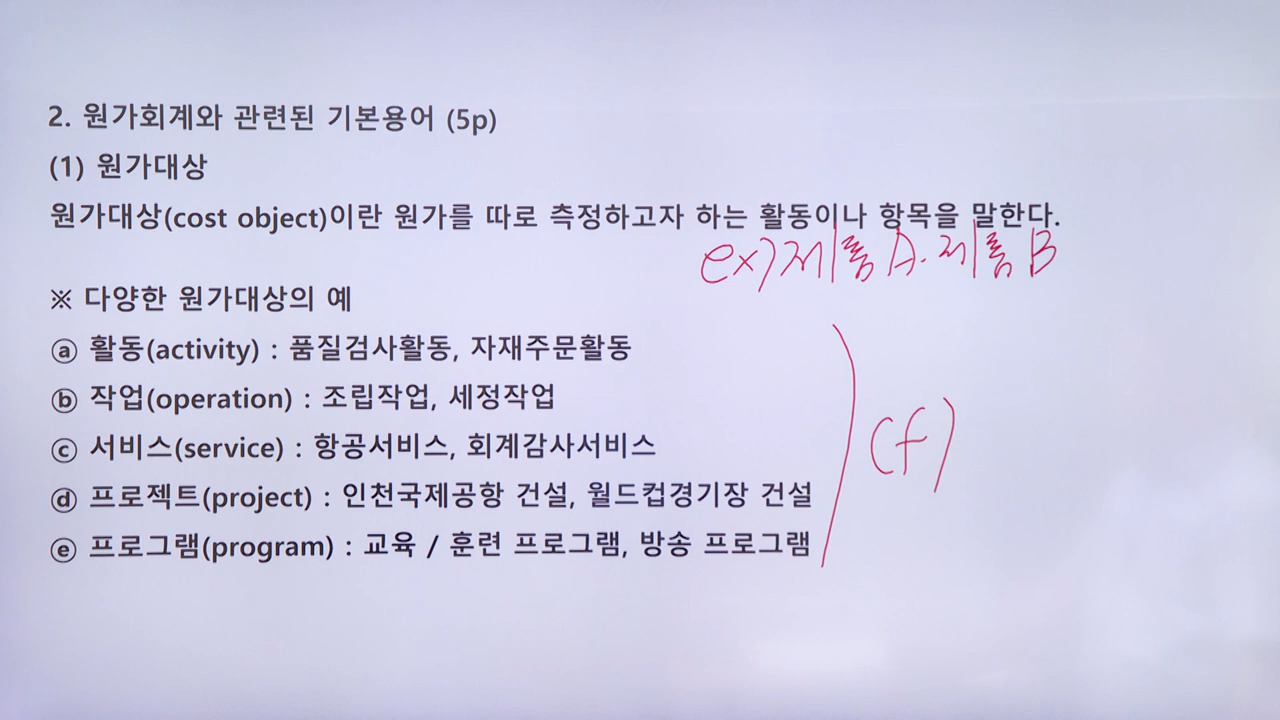 2. 원가회계와 관련된 기본용어 (5p)
(1) 원가대상
원가대상(cost object)이란 원가를 따로 측정하고자 하는 활동이나 항목을 말한다.
ex) 제품A. 제품B
※ 다양한 원가대상의 예
ⓐ 활동(activity) : 품질검사활동, 자재주문활동
ⓑ 작업(operation) : 조립작업, 세정작업
ⓒ 서비스(service) : 항공서비스, 회계감사서비스
(f)
ⓓ 프로젝트(project) : 인천국제공항 건설, 월드컵경기장 건설
ⓔ 프로그램(program) : 교육 / 훈련 프로그램, 방송 프로그램